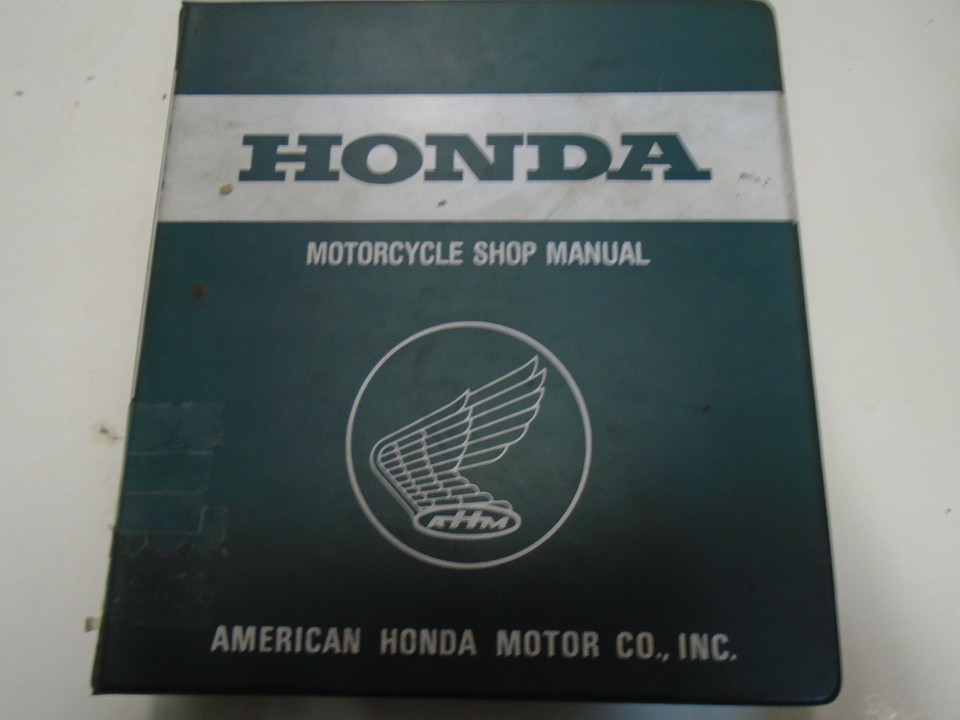 HONDA
MOTORCYCLE SHOP MANUAL
AHM
AMERICAN HONDA MOTOR CO., INC.